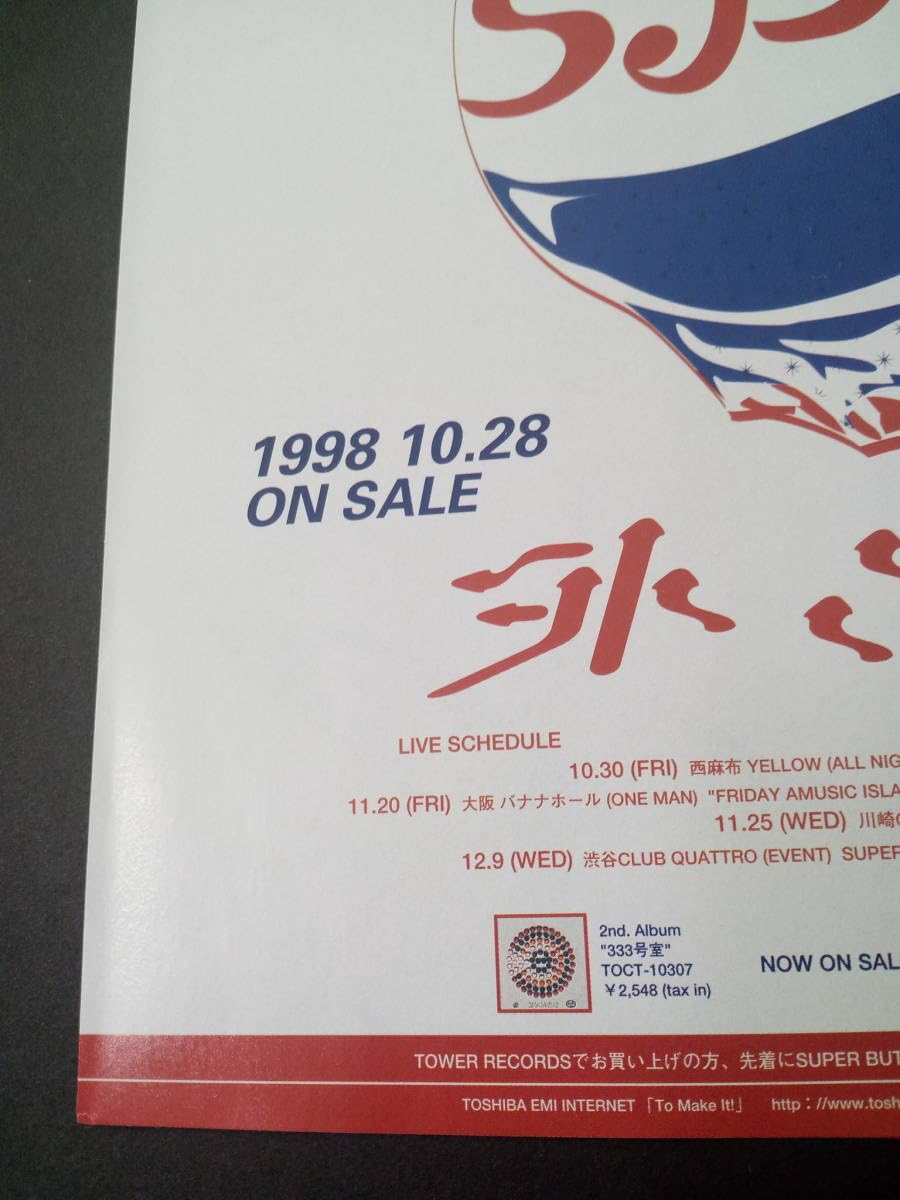 1998 10.28
ON SALE
氷
LIVE SCHEDULE
10.30 (FRI) 西麻布 YELLOW (ALL NIG
11.20 (FRI) 大阪 バナナホール (ONE MAN) "FRIDAY AMUSIC ISLA
11.25 (WED) 川崎
12.9 (WED) 渋谷CLUB QUATTRO (EVENT) SUPER
2nd. Album
"333号室"
TOCT-10307
¥2,548 (tax in)
NOW ON SAL
TOWER RECORDSでお買い上げの方、先着にSUPER BUT
TOSHIBA EMI INTERNET 「To Make It!」 http://www.tosh